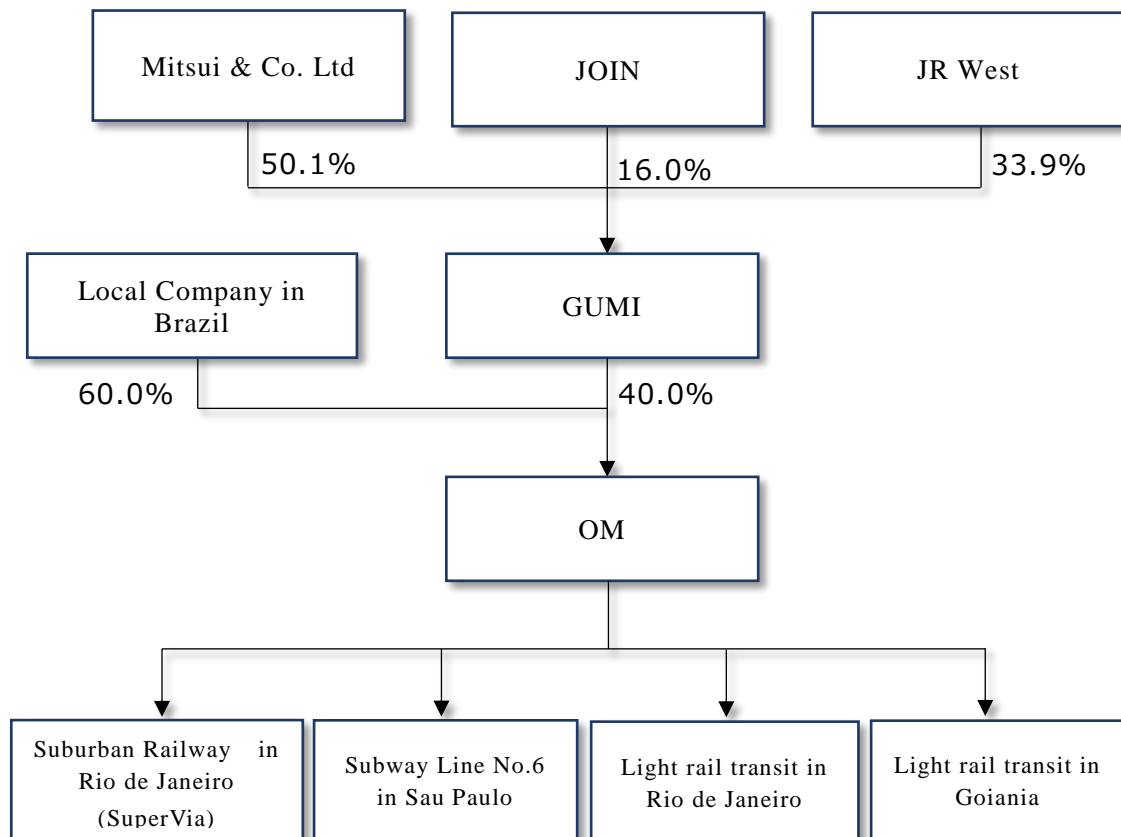 Mitsui & Co. Ltd
JOIN
JR West
50.1%
16.0%
33.9%
Local Company in
Brazil
GUMI
60.0%
40.0%
OM
Suburban Railway in
Rio de Janeiro
(SuperVia)
Subway Line No.6
in Sau Paulo
Light rail transit in
Rio de Janeiro
Light rail transit in
Goiania